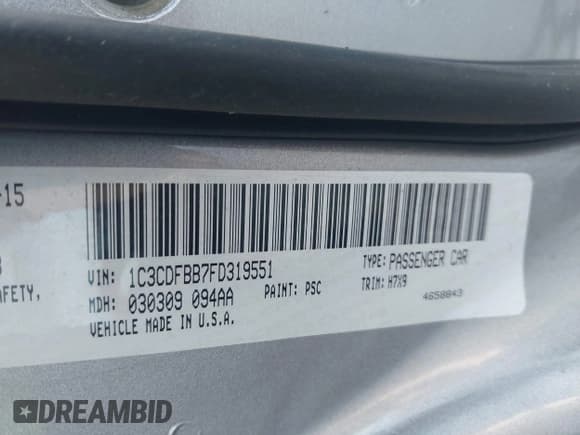 -15
AFETY,
VIN: 1C3CDFBB7FD319551
TYPE: PASSENGER CAR
MDH: 030309 094AA
PAINT: PSC
TRIM: H7X9
VEHICLE MADE IN U.S.A.
4658843
DREAMBID